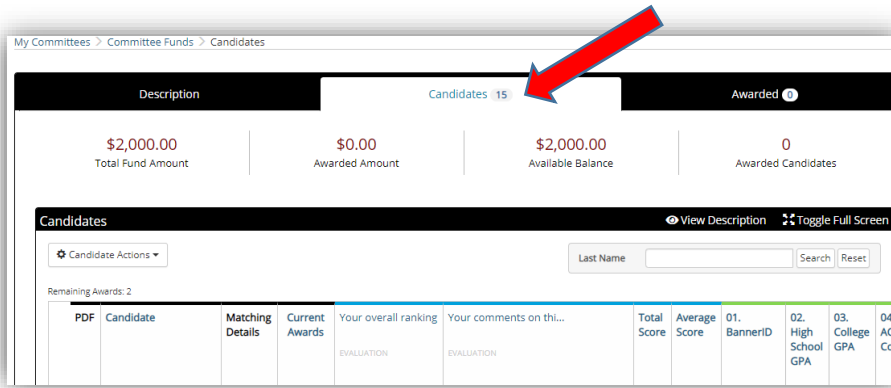 My Committees > Committee Funds > Candidates
Description Candidates 15 Awarded 0
$2,000.00 $0.00 $2,000.00 0
Total Fund Amount Awarded Amount Available Balance Awarded Candidates
Candidates View Description Toggle Full Screen
Candidate Actions Last Name Search Reset
Remaining Awards: 2
PDF Candidate Matching Current Your overall ranking Your comments on thi... Total Average 01. 02. 03. 04
Details Awards Score Score BannerID High College AC
EVALUATION EVALUATION School GPA Co
GPA